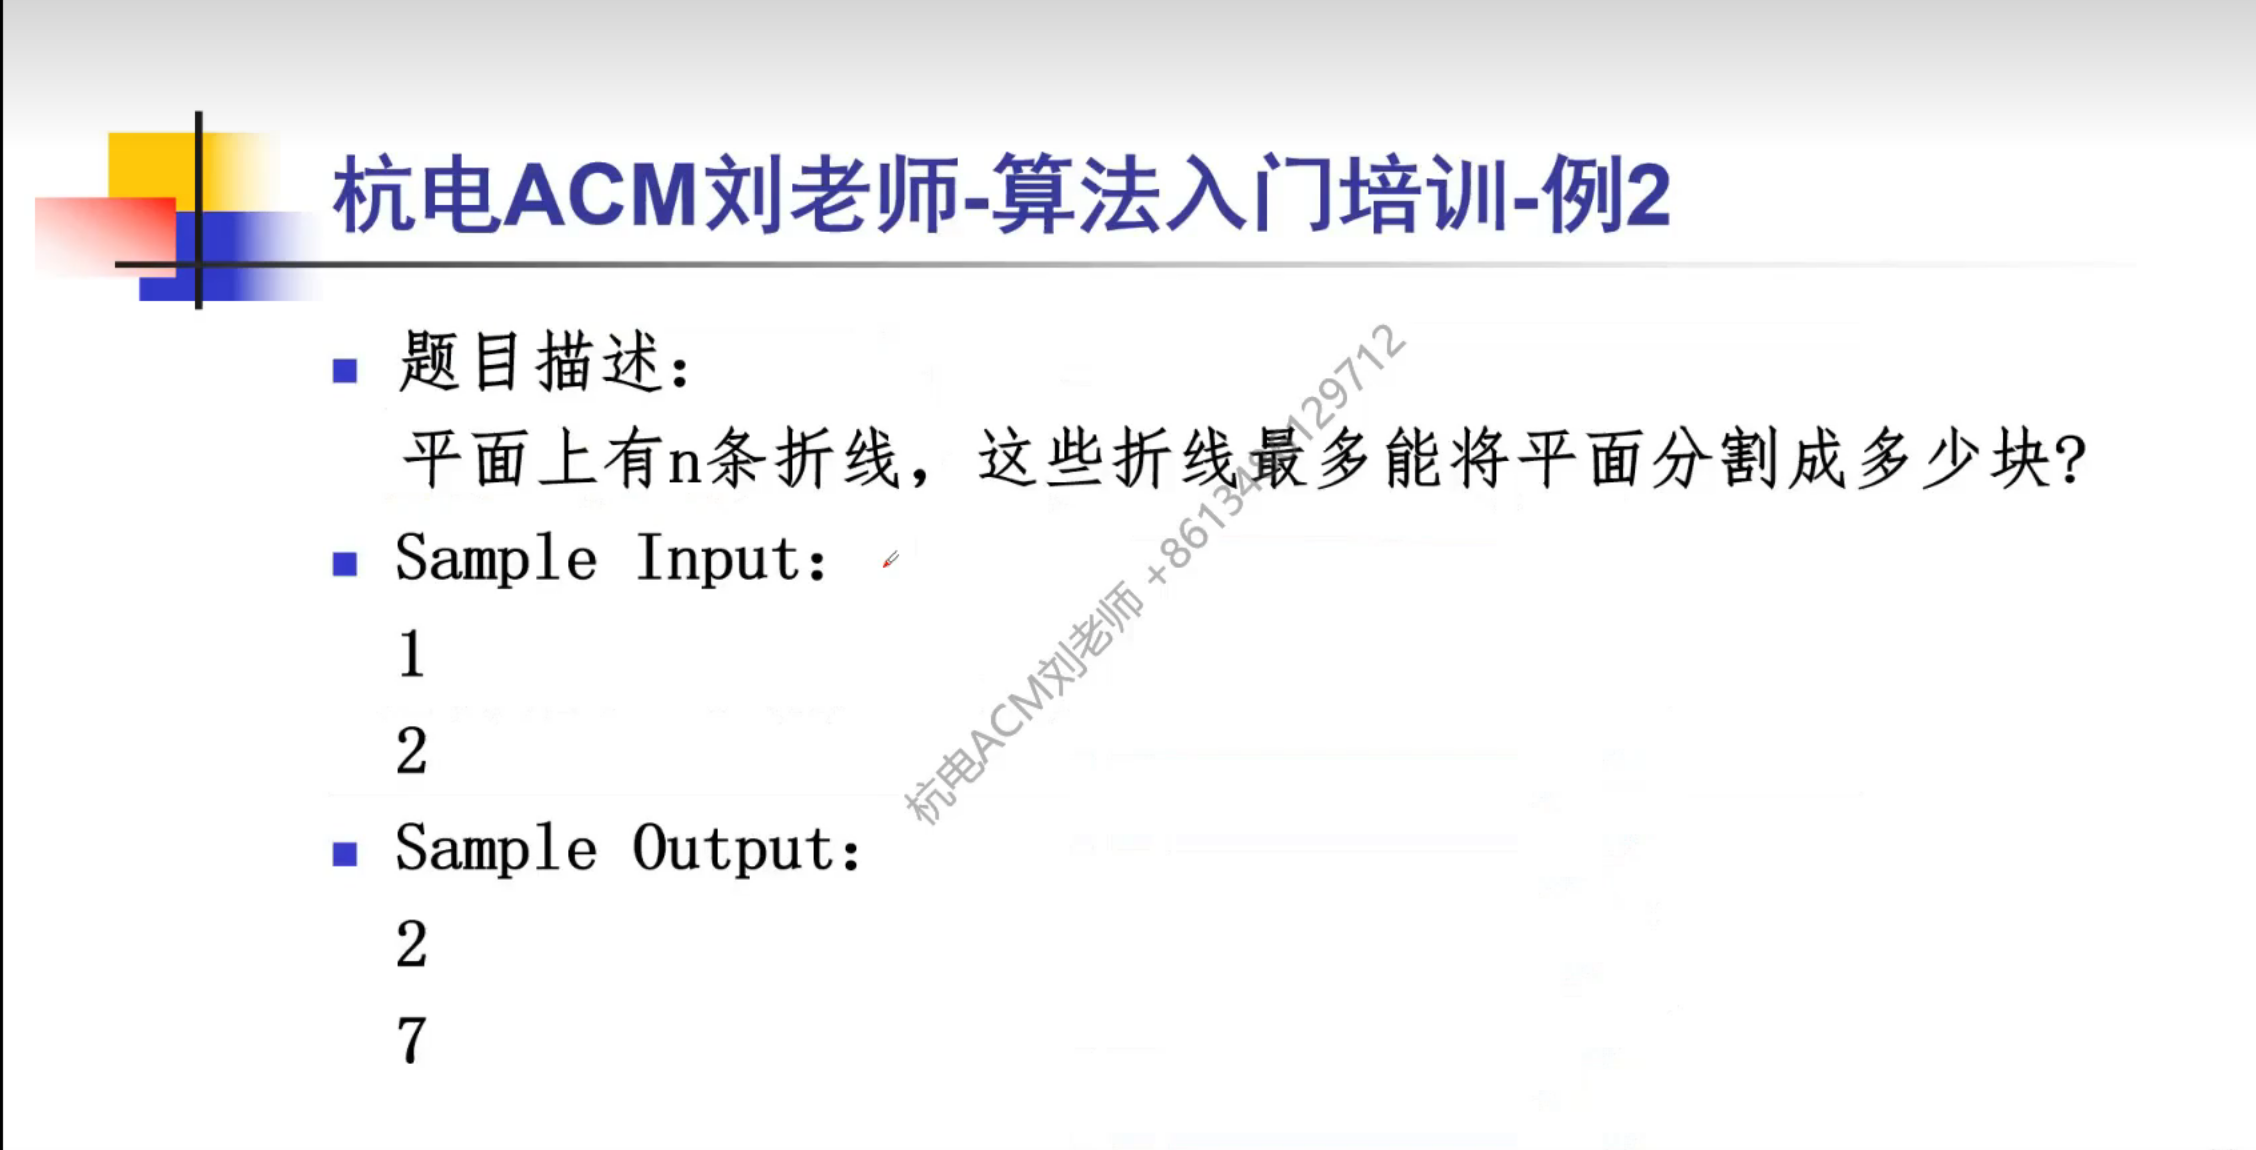 杭电ACM刘老师-算法入门培训-例2
题目描述：
平面上有n条折线，这些折线最多能将平面分割成多少块?
Sample Input：
1
2
Sample Output：
2
7
杭电ACM刘老师